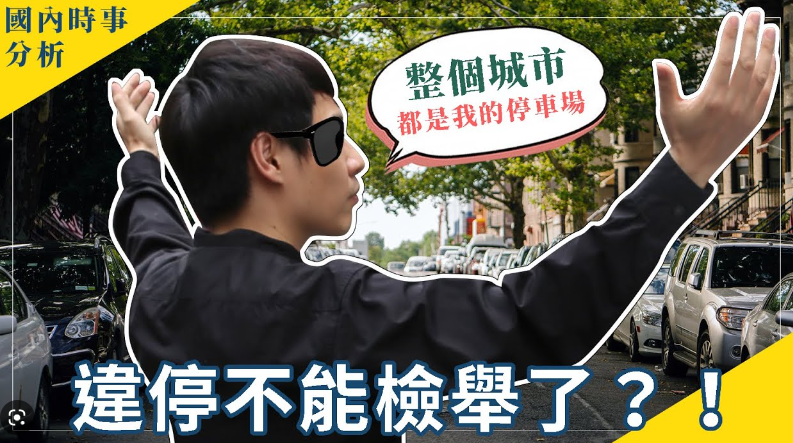 國內時事
分析
整個城市
都是我的停車場
違停不能檢舉了？！